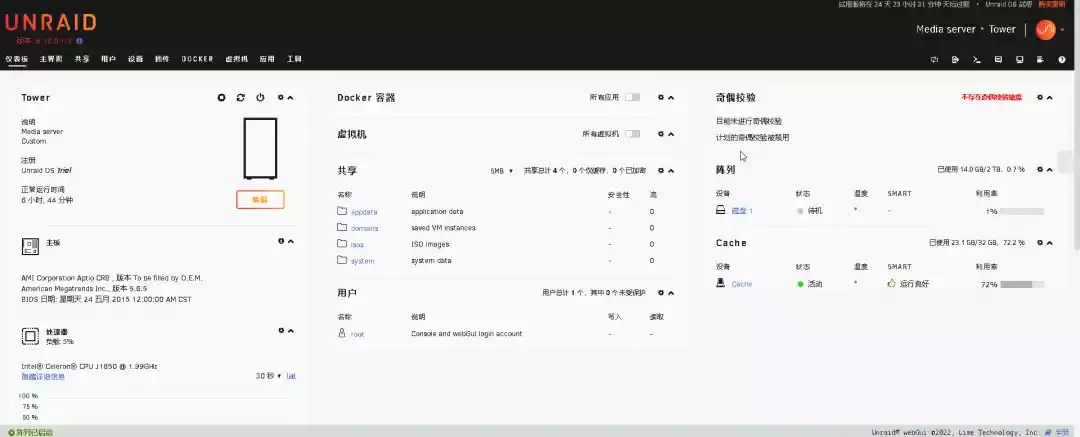 试用版将在 24 天 23 小时 31 分钟 天后过期 • Unraid OS 试用 购买密钥
UNRAID
版本
Media server • Tower
仪表板 主界面 共享 用户 设置 插件 DOCKER 虚拟机 应用 工具
Tower
说明
Media server
Custom
注册
Unraid OS Trial
正常运行时间
6 小时, 44 分钟
主板
AMI Corporation Aptio CRB , 版本 To be filled by O.E.M.
American Megatrends Inc., 版本 5.6.5
BIOS 日期: 星期天 24 五月 2015 12:00:00 AM CST
处理器
负载: 5%
Intel® Celeron® CPU J1850 @ 1.99GHz
隐藏详细信息
30 秒
100 %
75 %
50 %
Docker 容器
所有应用
虚拟机
所有虚拟机
共享
SMB
共享总计 4 个, 0 个仅缓存, 0 个已加密
名称 说明 安全性 流
appdata application data - 0
domains saved VM instances - 0
isos ISO images - 0
system system data - 0
用户
用户总计 1 个, 其中 0 个未受保护
名称 说明 写入 读取
root Console and webGui login account - -
奇偶校验
不存在奇偶校验磁盘
目前未进行奇偶校验
计划的奇偶校验被禁用
阵列
已使用 14.0 GB/2 TB, 0.7 %
设备 状态 温度 SMART 利用率
磁盘 1 待机 * - 1%
Cache
已使用 23.1 GB/32 GB, 72.2 %
设备 状态 温度 SMART 利用率
Cache 活动 * 运行良好 72%
阵列已启动
Unraid® webGui ©2022, Lime Technology, Inc. 手册